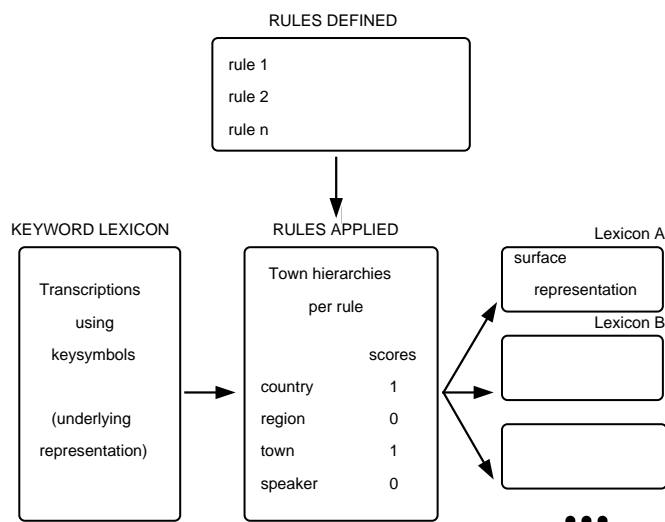 RULES DEFINED
rule 1
rule 2
rule n
KEYWORD LEXICON
Transcriptions
using
keysymbols
(underlying
representation)
RULES APPLIED
Town hierarchies
per rule
scores
country 1
region 0
town 1
speaker 0
Lexicon A
surface
representation
Lexicon B